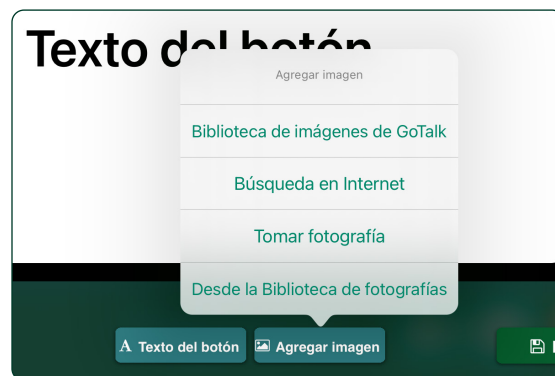 Texto del botón
Agregar imagen
Biblioteca de imágenes de GoTalk
Búsqueda en Internet
Tomar fotografía
Desde la Biblioteca de fotografías
A Texto del botón
Agregar imagen